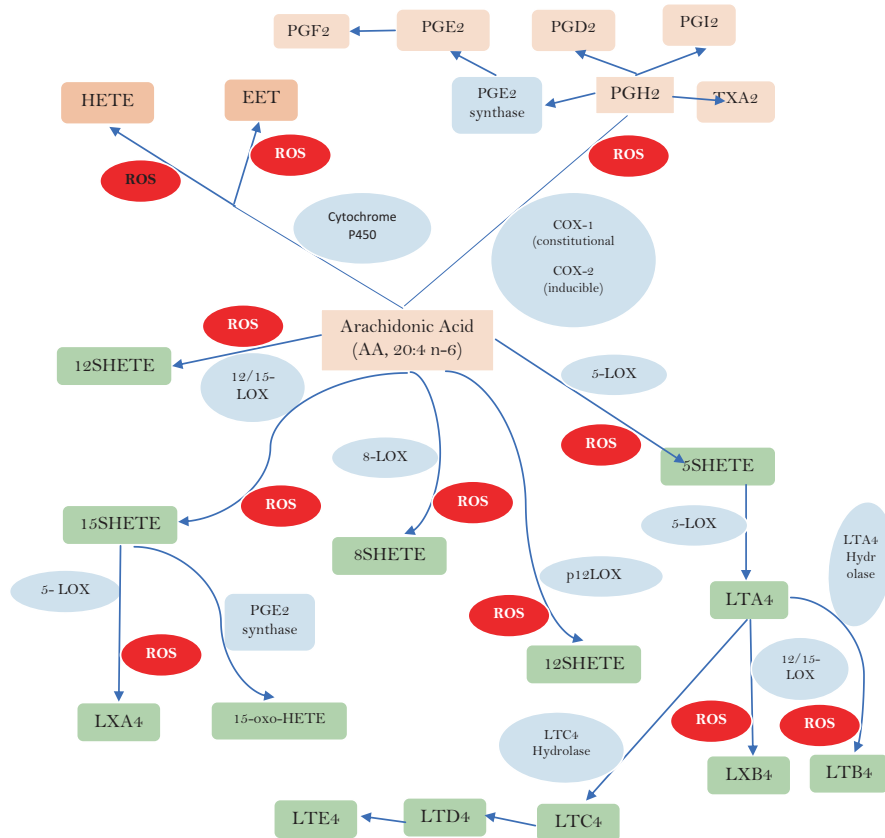 PGI2
PGF2
PGE2
PGD2
HETE
EET
PGE2
synthase
PGH2
TXA2
ROS
ROS
ROS
Cytochrome
P450
COX-1
(constitutional
COX-2
(inducible)
ROS
Arachidonic Acid
(AA, 20:4 n-6)
12SHETE
12/15-
LOX
5-LOX
8-LOX
ROS
5SHETE
ROS
ROS
15SHETE
5-LOX
LTA4
Hydr
olase
8SHETE
5- LOX
PGE2
synthase
p12LOX
LTA4
ROS
ROS
12SHETE
12/15-
LOX
LXA4
15-oxo-HETE
ROS
ROS
LTC4
Hydrolase
LXB4
LTB4
LTE4
LTD4
LTC4